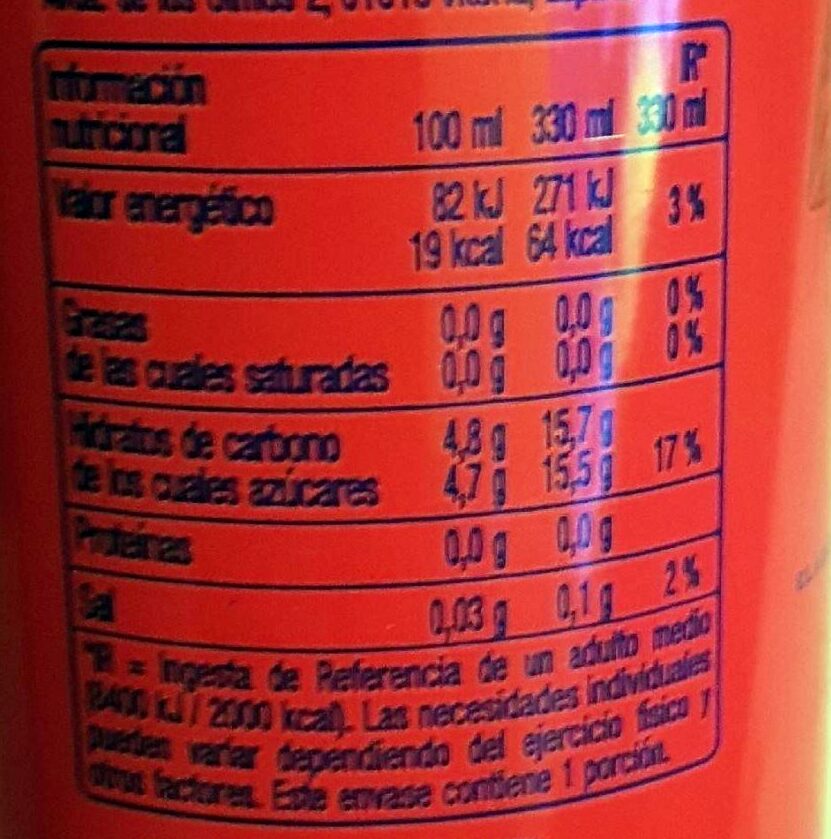 R*
Información
nutricional 100 ml 330 ml 330 ml
Valor energético 82 kJ 271 kJ 3 %
19 kcal 64 kcal
Grasas 0,0 g 0,0 g 0 %
de las cuales saturadas 0,0 g 0,0 g 0 %
Hidratos de carbono 4,8 g 15,7 g
de los cuales azúcares 4,7 g 15,5 g 17 %
Proteínas 0,0 g 0,0 g
Sal 0,03 g 0,1 g 2 %
*IR = Ingesta de Referencia de un adulto medio
(8400 kJ / 2000 kcal). Las necesidades individuales
pueden variar dependiendo del ejercicio físico y
otros factores. Este envase contiene 1 porción.